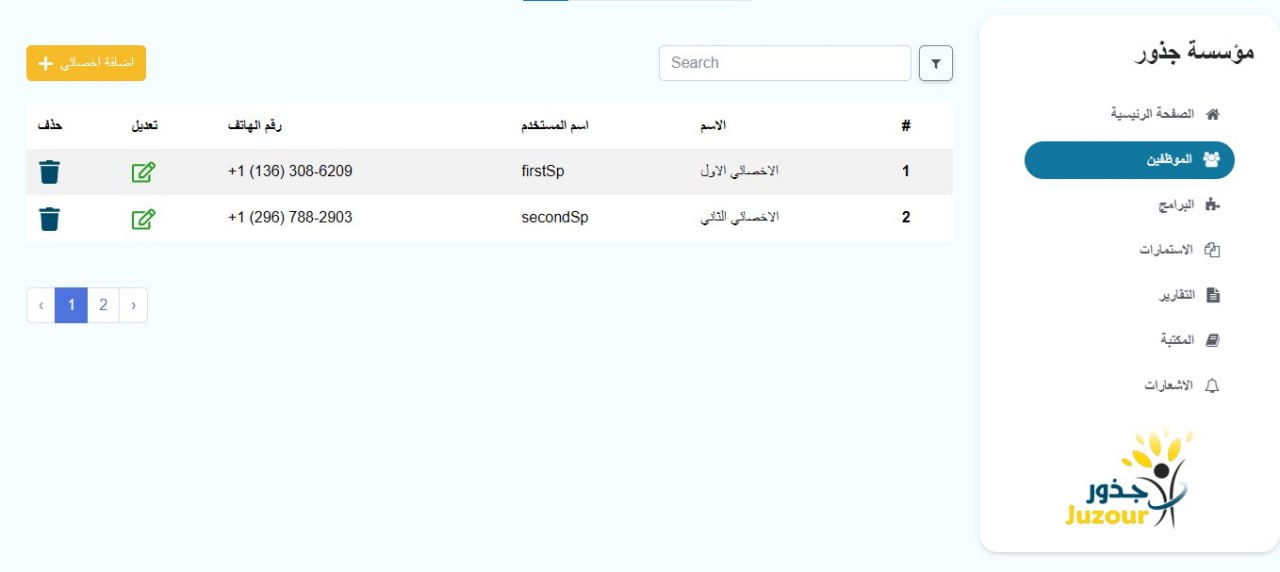 مؤسسة جذور
الصفحة الرئيسية
الموظفين
البرامج
الاستمارات
التقارير
المكتبة
الاشعارات
جذور
Juzour
Search
اضافة اخصائي +
# الاسم اسم المستخدم رقم الهاتف تعديل حذف
1 الاخصائي الاول firstSp +1 (136) 308-6209
2 الاخصائي الثاني secondSp +1 (296) 788-2903
‹ 1 2 ›